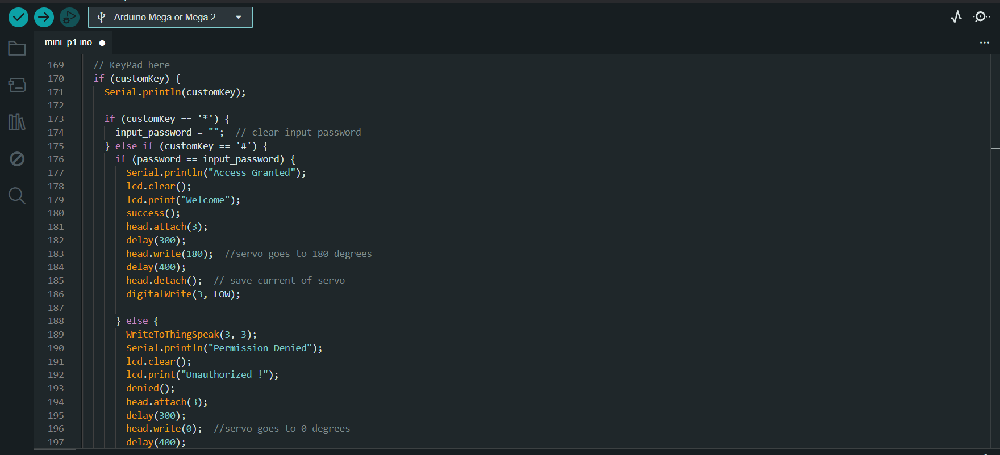 Arduino Mega or Mega 2...
_mini_p1.ino
169 // KeyPad here
170 if (customKey) {
171 Serial.println(customKey);
172
173 if (customKey == '*') {
174 input_password = ""; // clear input password
175 } else if (customKey == '#') {
176 if (password == input_password) {
177 Serial.println("Access Granted");
178 lcd.clear();
179 lcd.print("Welcome");
180 success();
181 head.attach(3);
182 delay(300);
183 head.write(180); //servo goes to 180 degrees
184 delay(400);
185 head.detach(); // save current of servo
186 digitalWrite(3, LOW);
187
188 } else {
189 WriteToThingSpeak(3, 3);
190 Serial.println("Permission Denied");
191 lcd.clear();
192 lcd.print("Unauthorized !");
193 denied();
194 head.attach(3);
195 delay(300);
196 head.write(0); //servo goes to 0 degrees
197 delay(400);